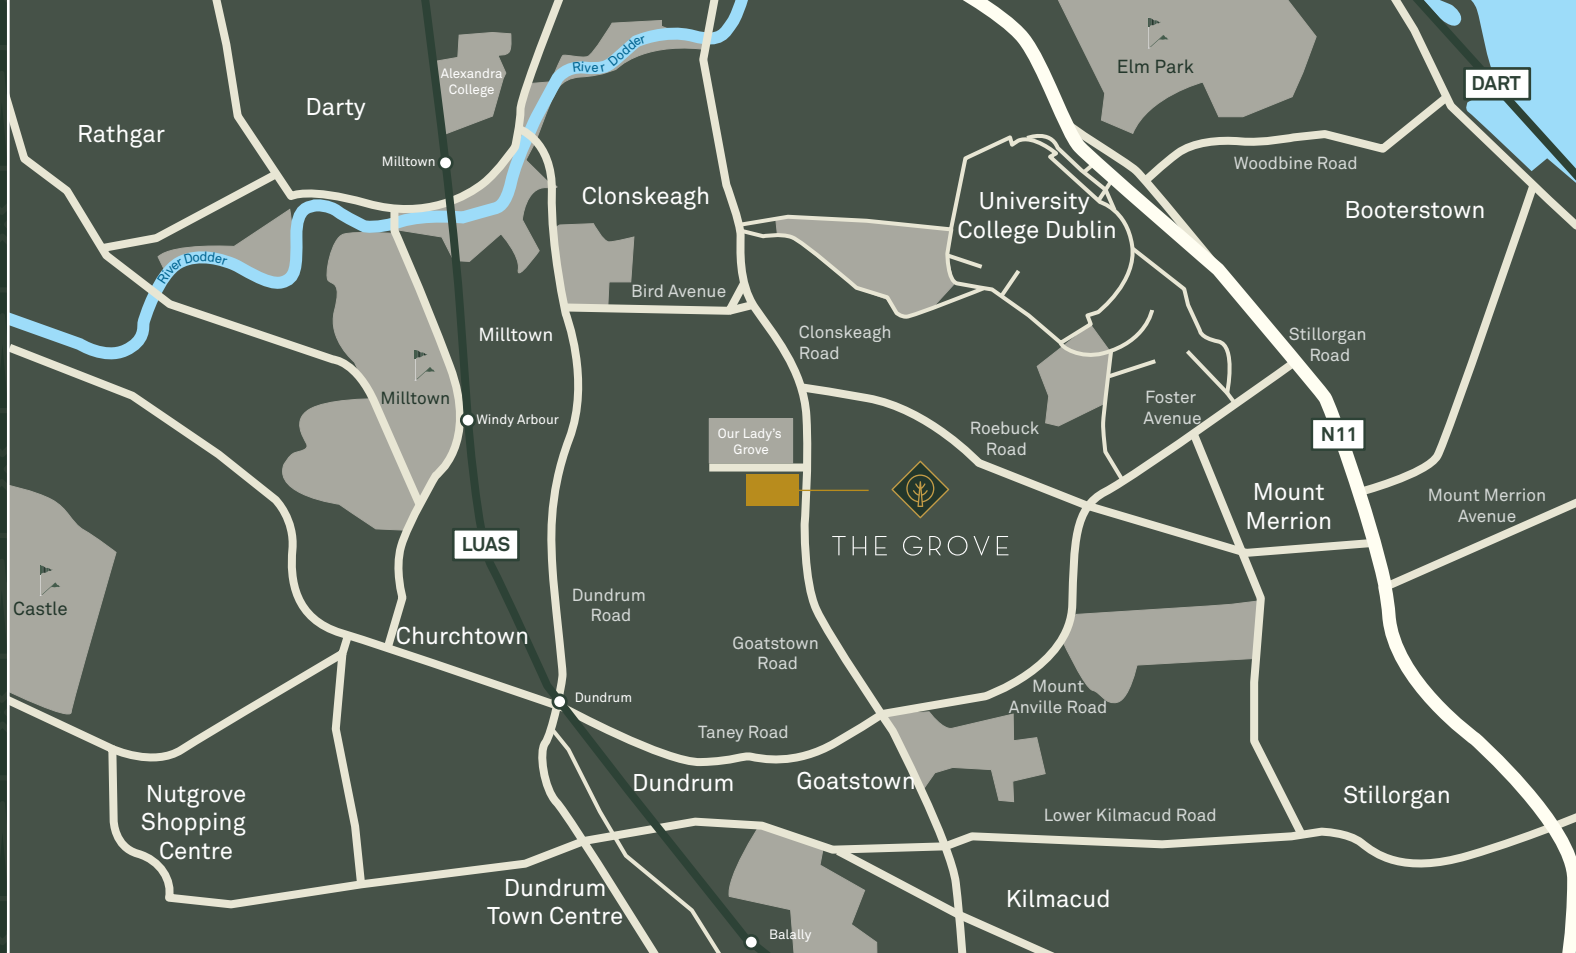 River Dodder
Alexandra
College
Elm Park
DART
Darty
Rathgar
Milltown
Woodbine Road
Clonskeagh
University
College Dublin
Booterstown
River Dodder
Bird Avenue
Milltown
Clonskeagh
Road
Stillorgan
Road
Milltown
Windy Arbour
Foster
Avenue
Our Lady's
Grove
Roebuck
Road
N11
Mount
Merrion
Mount Merrion
Avenue
LUAS
THE GROVE
Castle
Dundrum
Road
Churchtown
Goatstown
Road
Dundrum
Mount
Anville Road
Taney Road
Dundrum
Goatstown
Nutgrove
Shopping
Centre
Stillorgan
Lower Kilmacud Road
Dundrum
Town Centre
Kilmacud
Balally